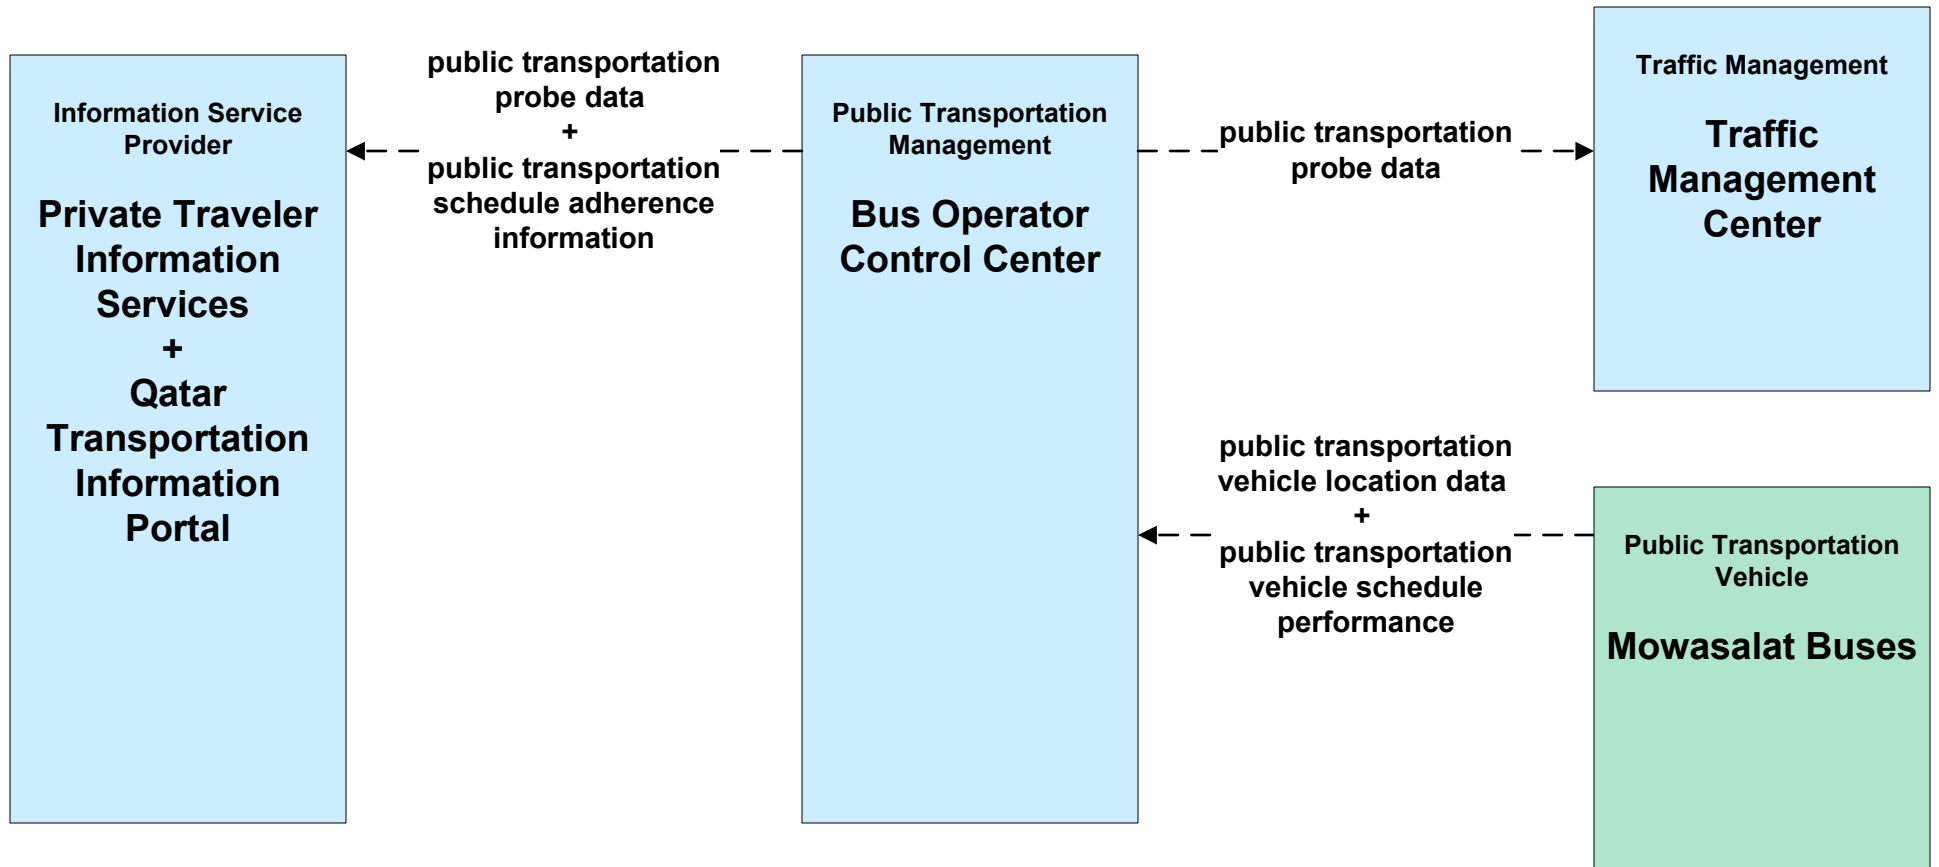 Information Service
Provider
Private Traveler
Information
Services
+
Qatar
Transportation
Information
Portal
public transportation
probe data
+
public transportation
schedule adherence
information
Public Transportation
Management
Bus Operator
Control Center
public transportation
probe data
Traffic Management
Traffic
Management
Center
public transportation
vehicle location data
+
public transportation
vehicle schedule
performance
Public Transportation
Vehicle
Mowasalat Buses